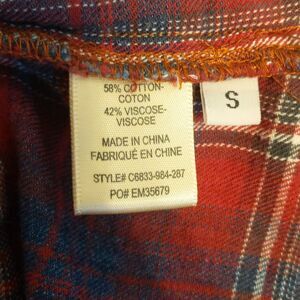 58% COTTON-
COTON
42% VISCOSE-
VISCOSE
MADE IN CHINA
FABRIQUÉ EN CHINE
STYLE# C6833-984-287
PO# EM35679
S